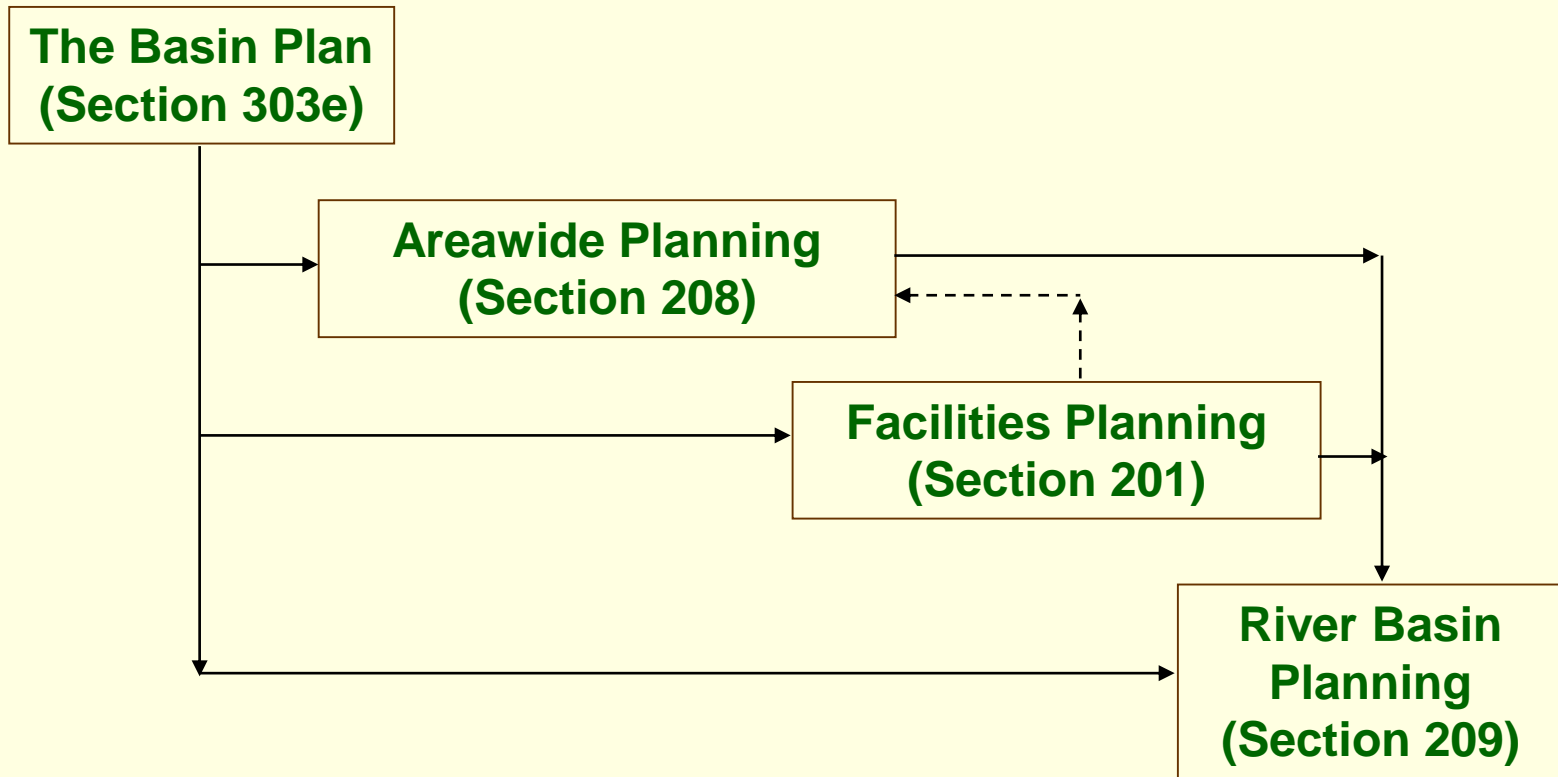 The Basin Plan
(Section 303e)
Areawide Planning
(Section 208)
Facilities Planning
(Section 201)
River Basin
Planning
(Section 209)